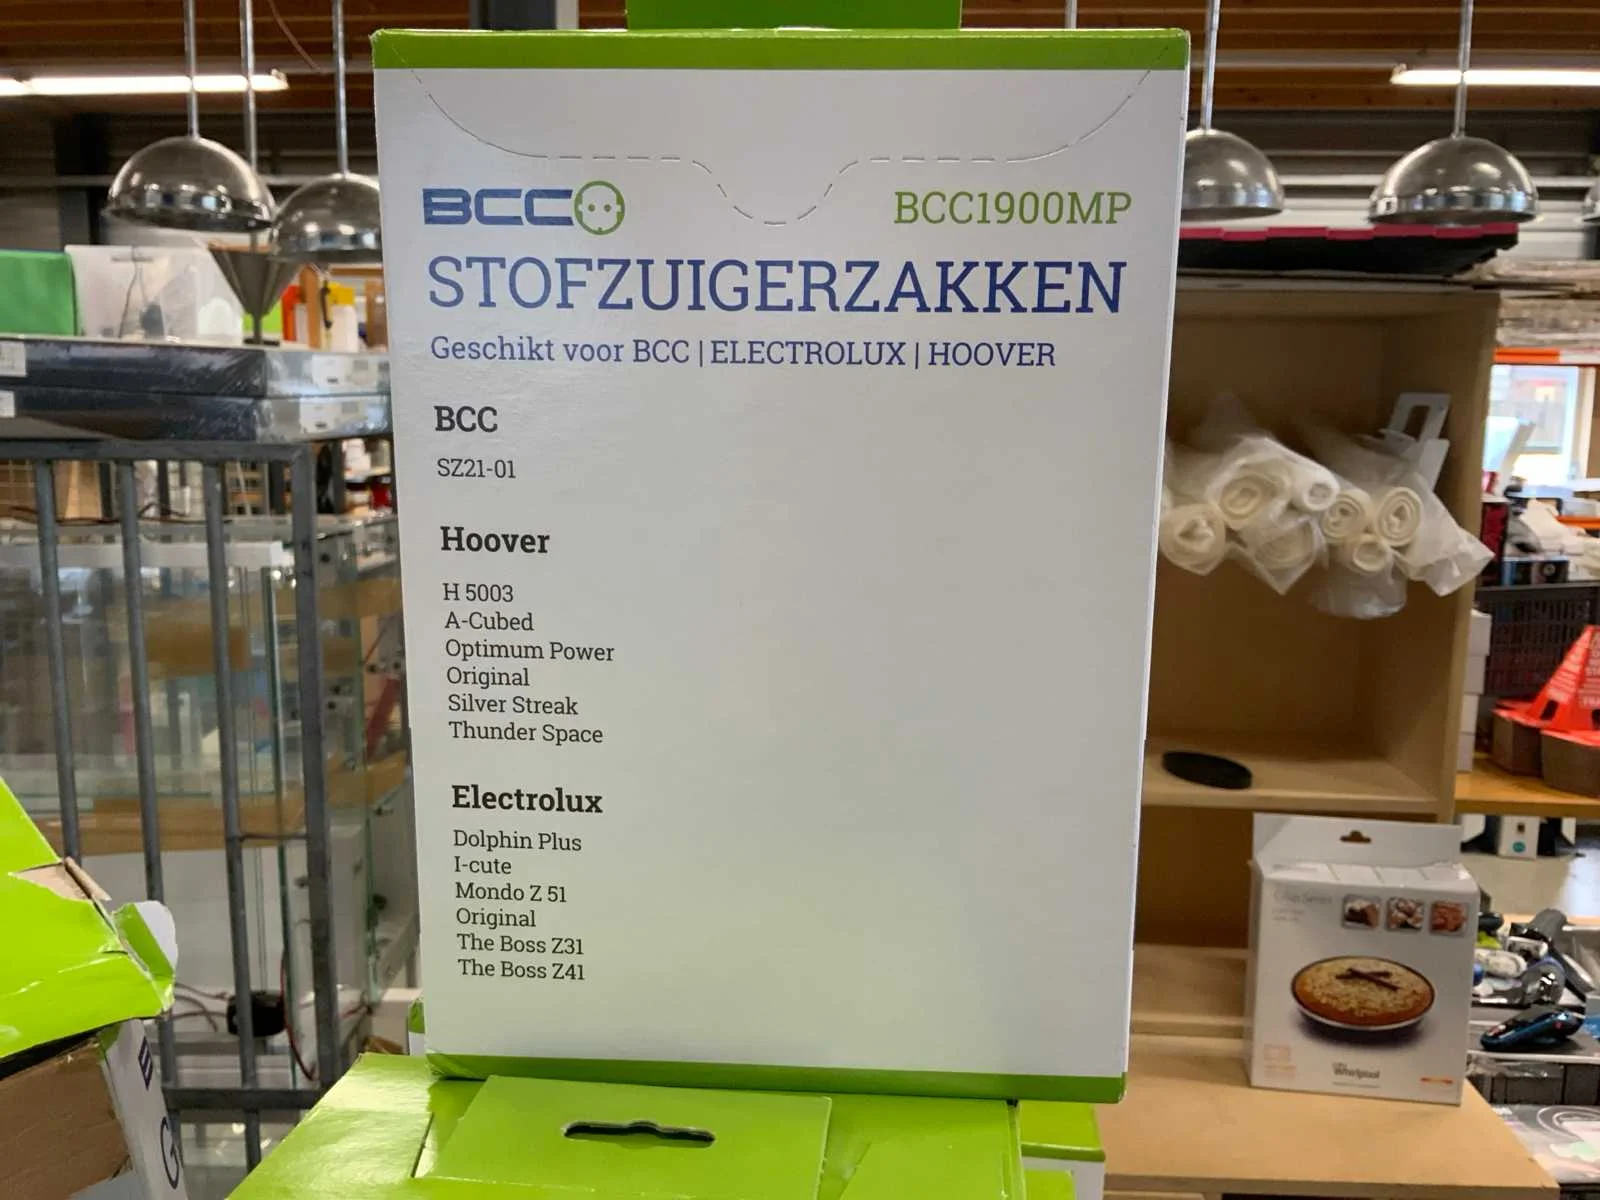 BCC
BCC1900MP
STOFZUIGERZAKKEN
Geschikt voor BCC | ELECTROLUX | HOOVER
BCC
SZ21-01
Hoover
H 5003
A-Cubed
Optimum Power
Original
Silver Streak
Thunder Space
Electrolux
Dolphin Plus
I-cute
Mondo Z 51
Original
The Boss Z31
The Boss Z41
Whirlpool